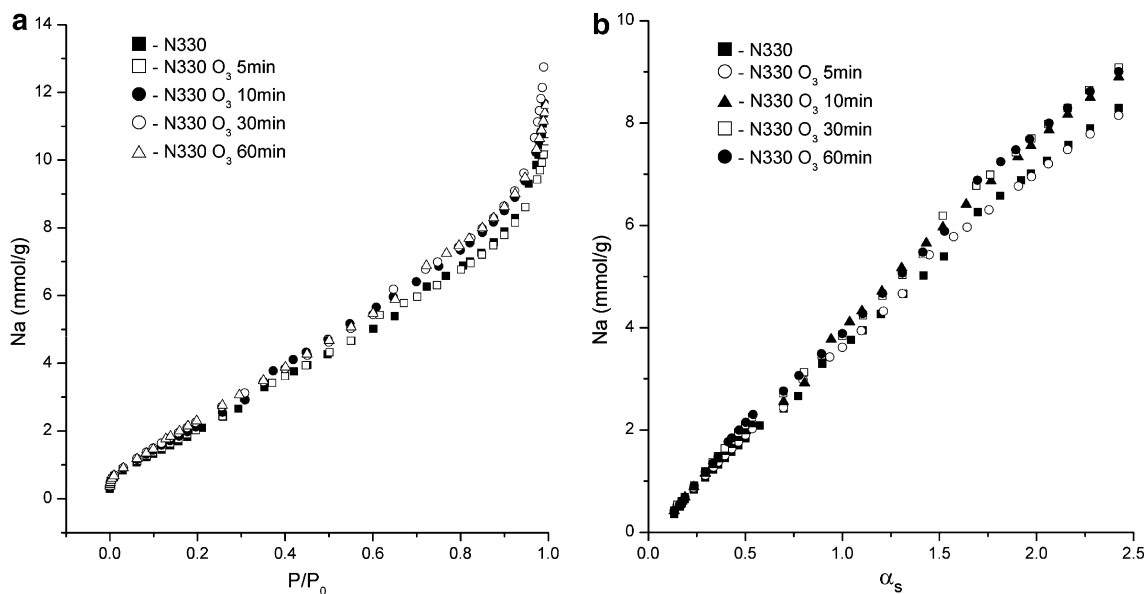 a
14
12
10
8
6
4
2
0
Na (mmol/g)
- N330
- N330 O3 5min
- N330 O3 10min
- N330 O3 30min
- N330 O3 60min
0.0 0.2 0.4 0.6 0.8 1.0
P/P0
b
10
8
6
4
2
0
Na (mmol/g)
- N330
- N330 O3 5min
- N330 O3 10min
- N330 O3 30min
- N330 O3 60min
0.0 0.5 1.0 1.5 2.0 2.5
αs